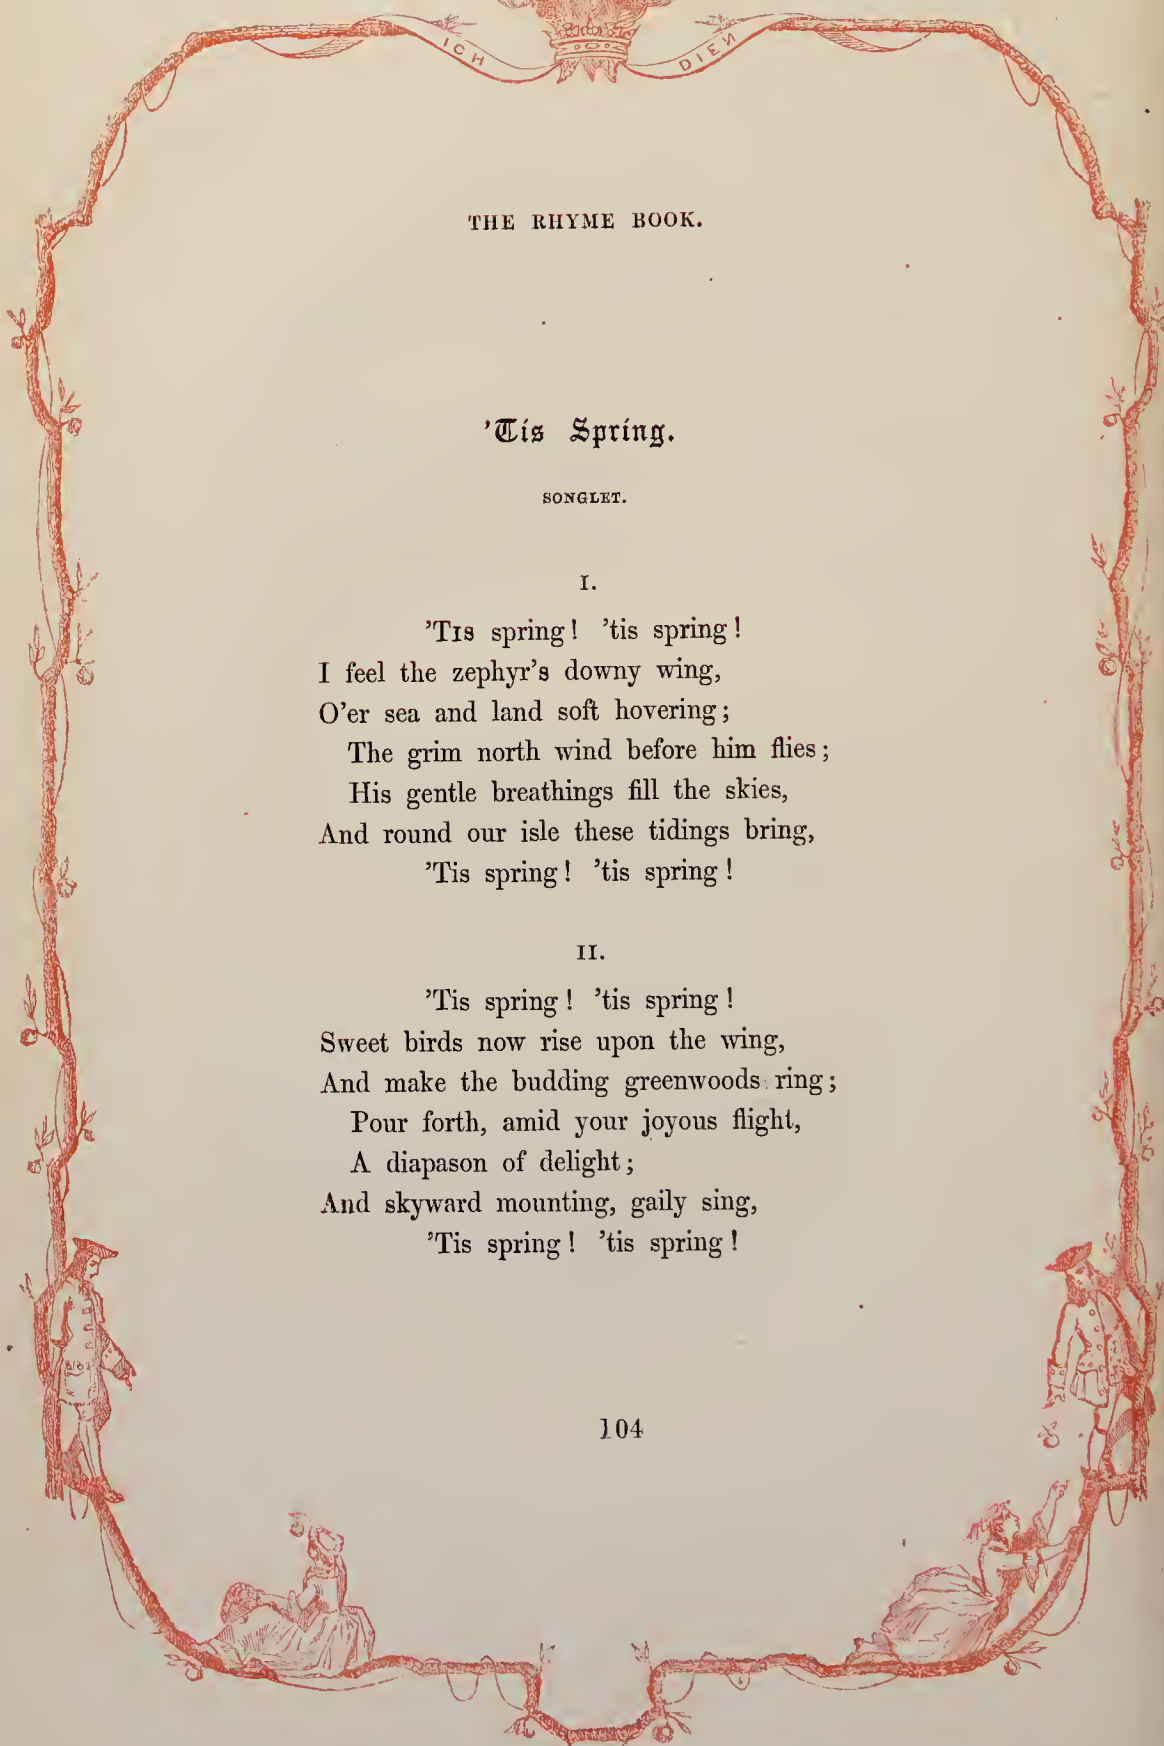 ICH DIEN
THE RHYME BOOK.
’Tis Spring.
SONGLET.
I.
’TIS spring! ’tis spring!
I feel the zephyr’s downy wing,
O’er sea and land soft hovering;
The grim north wind before him flies;
His gentle breathings fill the skies,
And round our isle these tidings bring,
’Tis spring! ’tis spring!
II.
’Tis spring! ’tis spring!
Sweet birds now rise upon the wing,
And make the budding greenwoods ring;
Pour forth, amid your joyous flight,
A diapason of delight;
And skyward mounting, gaily sing,
’Tis spring! ’tis spring!
104